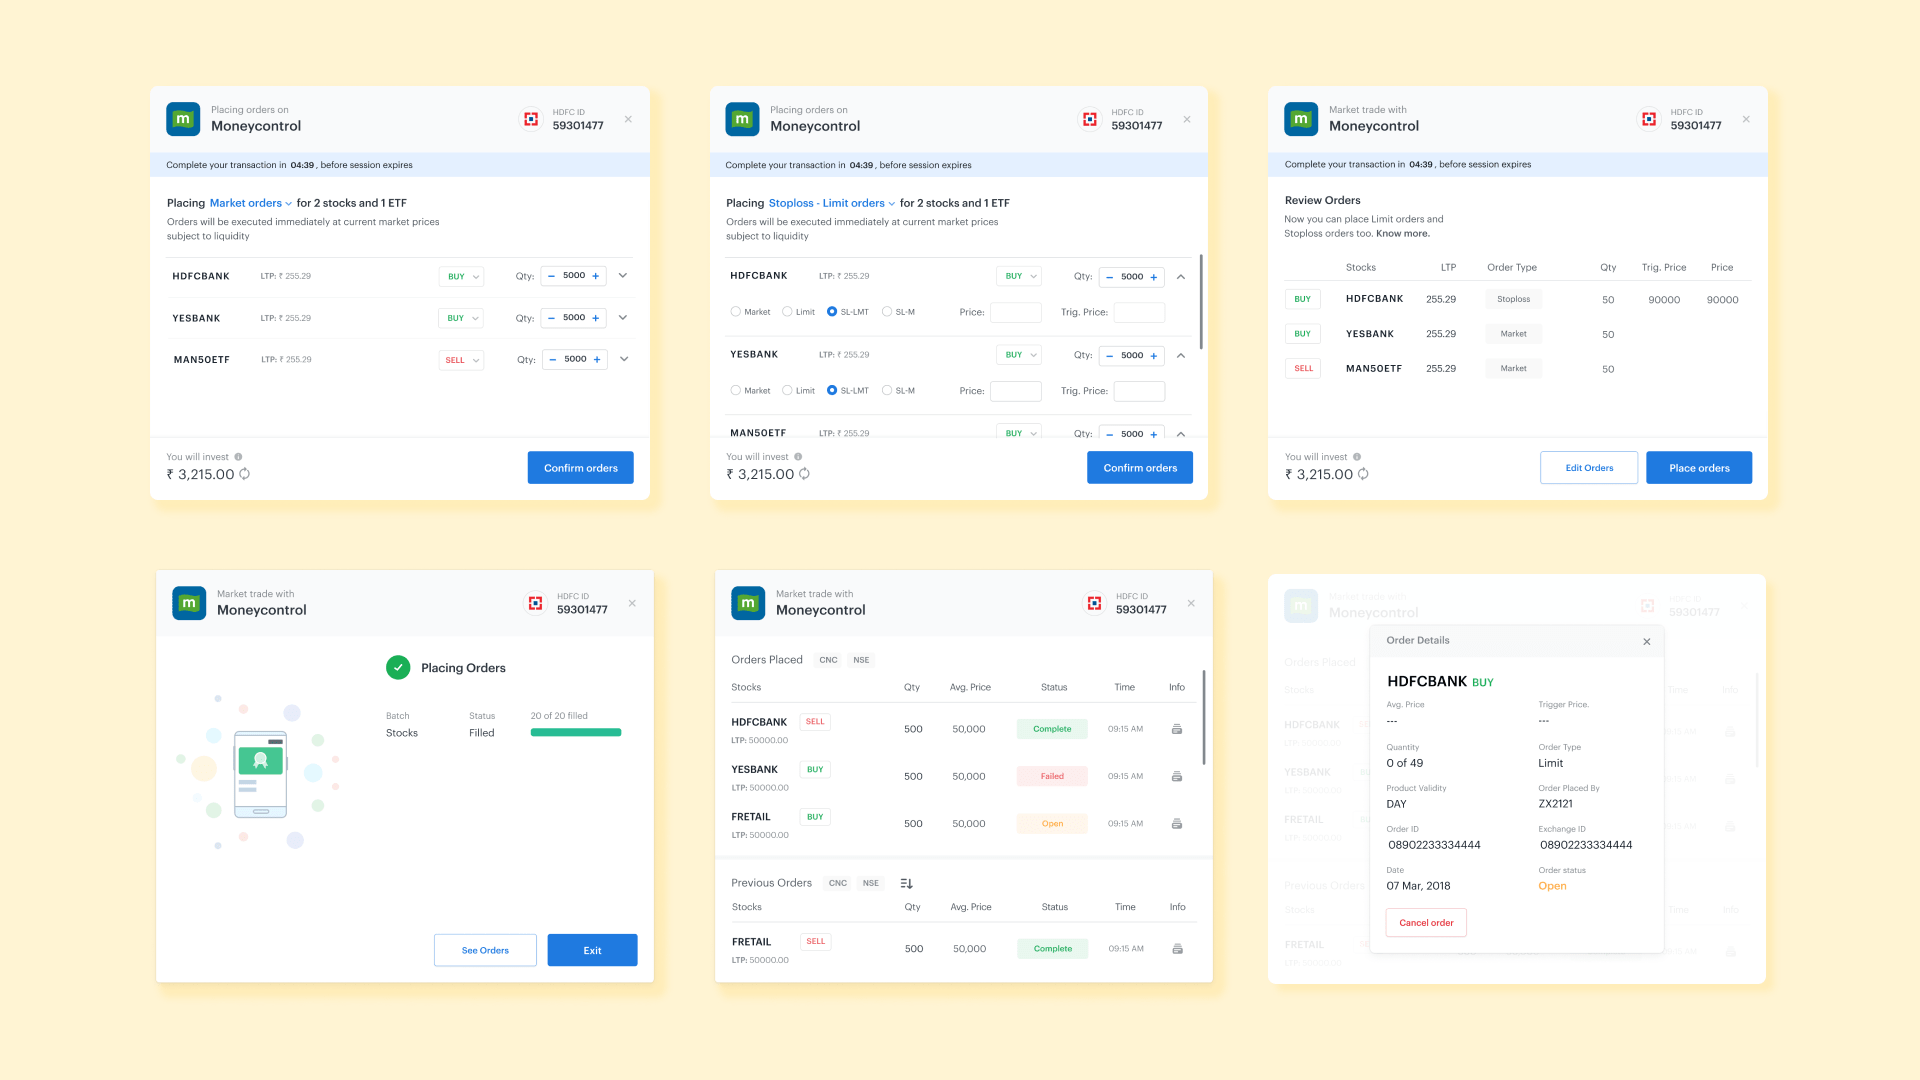 m
Placing orders on
Moneycontrol
HDFC ID
59301477
Complete your transaction in 04:39, before session expires
Placing Market orders for 2 stocks and 1 ETF
Orders will be executed immediately at current market prices
subject to liquidity
HDFCBANK LTP: ₹ 255.29 BUY Qty: − 5000 +
YESBANK LTP: ₹ 255.29 BUY Qty: − 5000 +
MAN50ETF LTP: ₹ 255.29 SELL Qty: − 5000 +
You will invest
₹ 3,215.00
Confirm orders
m
Placing orders on
Moneycontrol
HDFC ID
59301477
Complete your transaction in 04:39, before session expires
Placing Stoploss - Limit orders for 2 stocks and 1 ETF
Orders will be executed immediately at current market prices
subject to liquidity
HDFCBANK LTP: ₹ 255.29 BUY Qty: − 5000 +
Market Limit SL-LMT SL-M Price: Trig. Price:
YESBANK LTP: ₹ 255.29 BUY Qty: − 5000 +
Market Limit SL-LMT SL-M Price: Trig. Price:
MAN50ETF LTP: ₹ 255.29 BUY Qty: − 5000 +
You will invest
₹ 3,215.00
Confirm orders
m
Market trade with
Moneycontrol
HDFC ID
59301477
Complete your transaction in 04:39, before session expires
Review Orders
Now you can place Limit orders and
Stoploss orders too. Know more.
Stocks LTP Order Type Qty Trig. Price Price
BUY HDFCBANK 255.29 Stoploss 50 90000 90000
BUY YESBANK 255.29 Market 50
SELL MAN50ETF 255.29 Market 50
You will invest
₹ 3,215.00
Edit Orders
Place orders
m
Market trade with
Moneycontrol
HDFC ID
59301477
Placing Orders
Batch Status 20 of 20 filled
Stocks Filled
See Orders
Exit
m
Market trade with
Moneycontrol
HDFC ID
59301477
Orders Placed CNC NSE
Stocks Qty Avg. Price Status Time Info
HDFCBANK SELL 500 50,000 Complete 09:15 AM
LTP: 50000.00
YESBANK BUY 500 50,000 Failed 09:15 AM
LTP: 50000.00
FRETAIL BUY 500 50,000 Open 09:15 AM
LTP: 50000.00
Previous Orders CNC NSE
Stocks Qty Avg. Price Status Time Info
FRETAIL SELL 500 50,000 Complete 09:15 AM
LTP: 50000.00
m
Market trade with
Moneycontrol
HDFC ID
59301477
Orders Placed
Stocks Time Info
HDFCBANK
LTP: 50000.00
YESBANK
LTP: 50000.00
FRETAIL
LTP: 50000.00
Previous Orders
Stocks Time Info
FRETAIL
LTP: 50000.00
Order Details
HDFCBANK BUY
Avg. Price Trigger Price.
--- ---
Quantity Order Type
0 of 49 Limit
Product Validity Order Placed By
DAY ZX2121
Order ID Exchange ID
08902233334444 08902233334444
Date Order status
07 Mar, 2018 Open
Cancel order